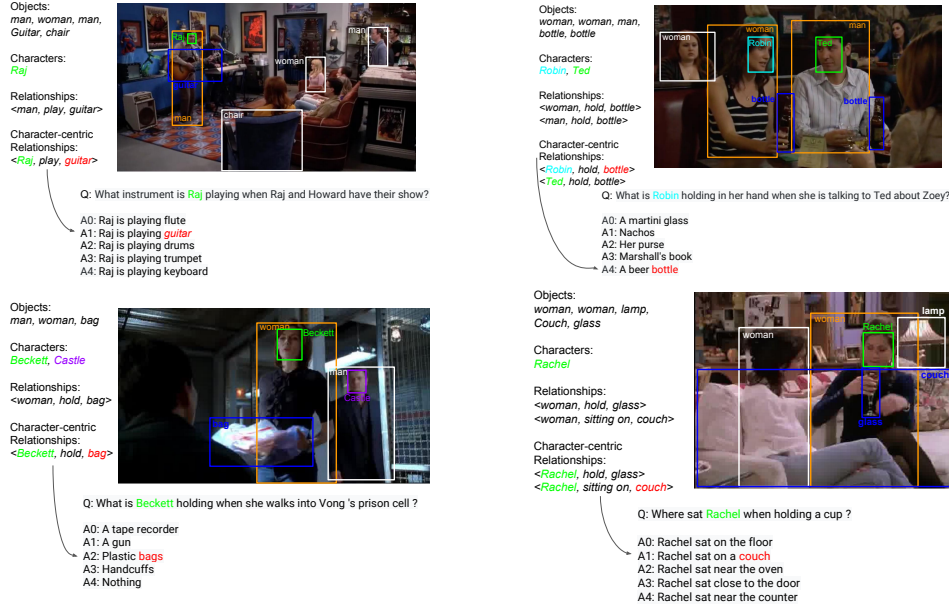 Objects:
man, woman, man,
Guitar, chair
Characters:
Raj
Relationships:
<man, play, guitar>
Character-centric
Relationships:
<Raj, play, guitar>
Raj
guitar
man
woman
man
chair
Q: What instrument is Raj playing when Raj and Howard have their show?
A0: Raj is playing flute
A1: Raj is playing guitar
A2: Raj is playing drums
A3: Raj is playing trumpet
A4: Raj is playing keyboard
Objects:
woman, woman, man,
bottle, bottle
Characters:
Robin, Ted
Relationships:
<woman, hold, bottle>
<man, hold, bottle>
Character-centric
Relationships:
<Robin, hold, bottle>
<Ted, hold, bottle>
woman
woman
Robin
man
Ted
bottle
bottle
Q: What is Robin holding in her hand when she is talking to Ted about Zoey?
A0: A martini glass
A1: Nachos
A2: Her purse
A3: Marshall's book
A4: A beer bottle
Objects:
man, woman, bag
Characters:
Beckett, Castle
Relationships:
<woman, hold, bag>
Character-centric
Relationships:
<Beckett, hold, bag>
woman
Beckett
man
Castle
bag
Q: What is Beckett holding when she walks into Vong 's prison cell ?
A0: A tape recorder
A1: A gun
A2: Plastic bags
A3: Handcuffs
A4: Nothing
Objects:
woman, woman, lamp,
Couch, glass
Characters:
Rachel
Relationships:
<woman, hold, glass>
<woman, sitting on, couch>
Character-centric
Relationships:
<Rachel, hold, glass>
<Rachel, sitting on, couch>
lamp
woman
woman
Rachel
couch
glass
Q: Where sat Rachel when holding a cup ?
A0: Rachel sat on the floor
A1: Rachel sat on a couch
A2: Rachel sat near the oven
A3: Rachel sat close to the door
A4: Rachel sat near the counter